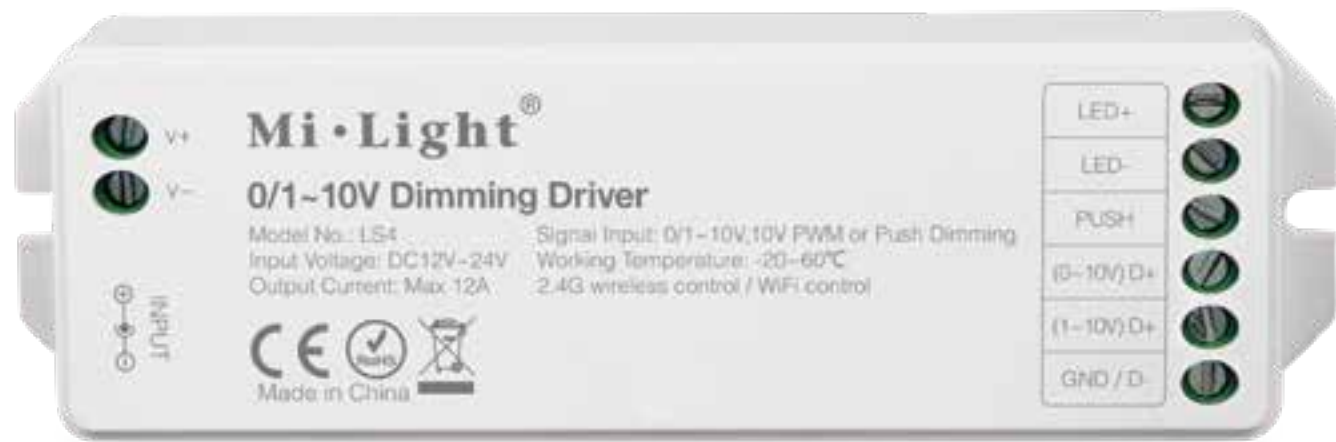 V+
V-
INPUT
Mi·Light®
0/1~10V Dimming Driver
Model No.: LS4
Input Voltage: DC12V~24V
Output Current: Max 12A
Signal Input: 0/1~10V,10V PWM or Push Dimming
Working Temperature: -20~60℃
2.4G wireless control / WiFi control
CE
RoHS
Made in China
LED+
LED-
PUSH
(0~10V) D+
(1~10V) D+
GND / D-